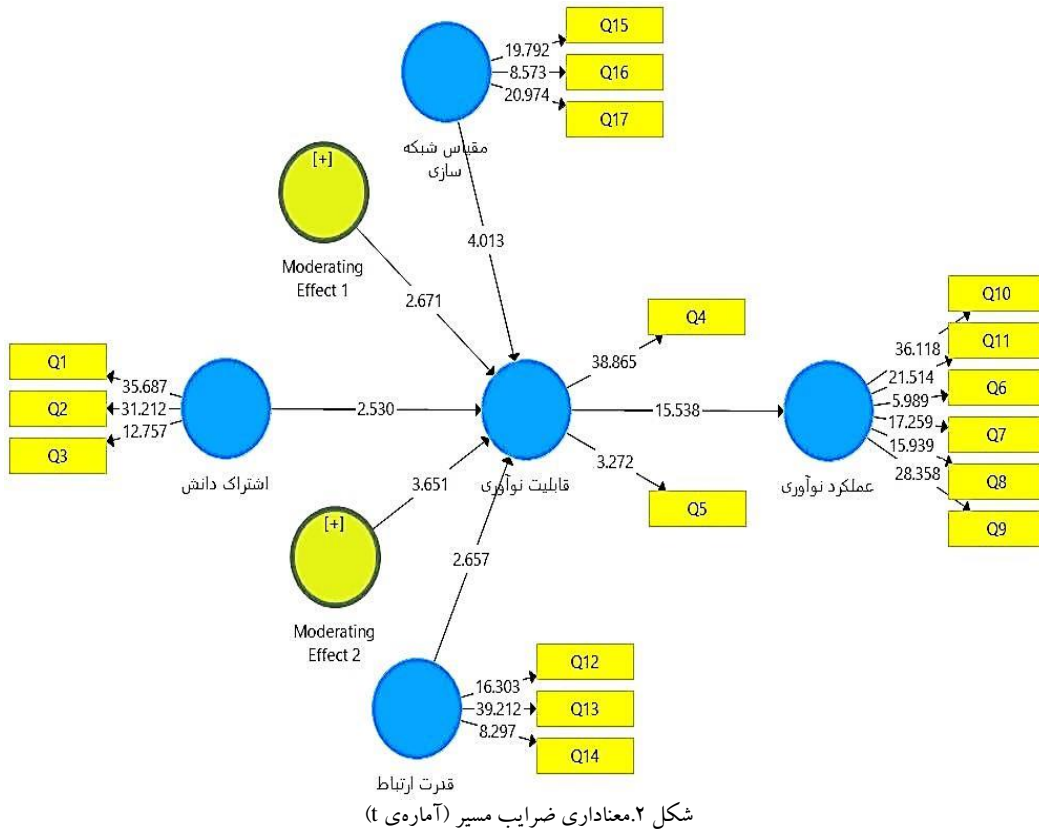 Q15
19.792
8.573
Q16
20.974
Q17
مقیاس شبکه
سازی
[+]
Moderating
Effect 1
4.013
2.671
Q4
38.865
Q10
36.118
Q11
21.514
Q6
5.989
17.259
Q7
15.939
Q8
28.358
Q9
Q1
35.687
Q2
31.212
12.757
Q3
2.530
15.538
اشتراک دانش
قابلیت نوآوری
عملکرد نوآوری
3.272
Q5
3.651
[+]
Moderating
Effect 2
2.657
Q12
16.303
39.212
Q13
8.297
Q14
قدرت ارتباط
شکل ۲.معناداری ضرایب مسیر (آماره‌ی t)